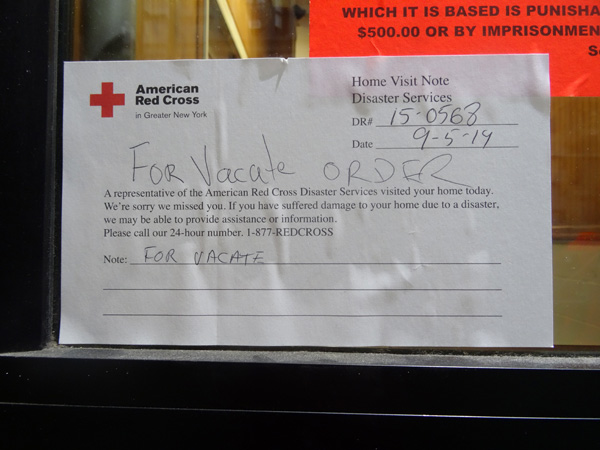 WHICH IT IS BASED IS PUNISHA
$500.00 OR BY IMPRISONMEN
American
Red Cross
in Greater New York
Home Visit Note
Disaster Services
DR# 15-0568
Date 9-5-14
FOR Vacate ORDER
A representative of the American Red Cross Disaster Services visited your home today.
We're sorry we missed you. If you have suffered damage to your home due to a disaster,
we may be able to provide assistance or information.
Please call our 24-hour number. 1-877-REDCROSS
Note: FOR VACATE